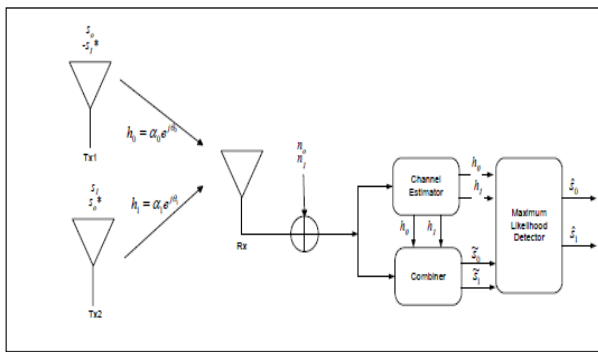 s₀
-s₁*
Tx1
h₀ = α₀e^{jθ₀}
s₁
s₀*
Tx2
h₁ = α₁e^{jθ₁}
Rx
n₀
n₁
Channel
Estimator
h₀
h₁
h₀
h₁
Combiner
s̃₀
s̃₁
Maximum
Likelihood
Detector
ŝ₀
ŝ₁